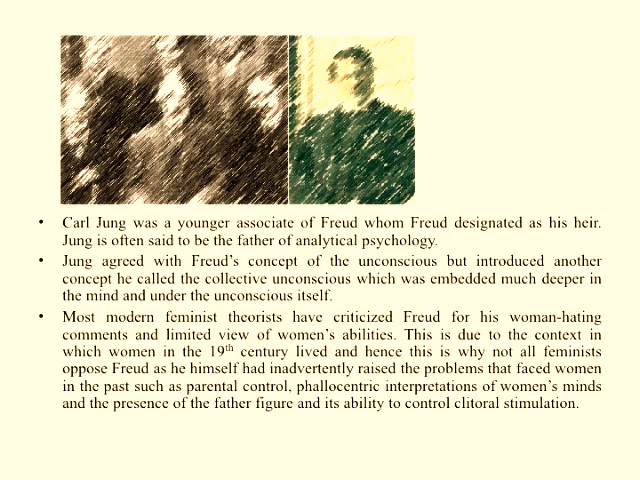 • Carl Jung was a younger associate of Freud whom Freud designated as his heir.
Jung is often said to be the father of analytical psychology.
• Jung agreed with Freud’s concept of the unconscious but introduced another
concept he called the collective unconscious which was embedded much deeper in
the mind and under the unconscious itself.
• Most modern feminist theorists have criticized Freud for his woman-hating
comments and limited view of women’s abilities. This is due to the context in
which women in the 19th century lived and hence this is why not all feminists
oppose Freud as he himself had inadvertently raised the problems that faced women
in the past such as parental control, phallocentric interpretations of women’s minds
and the presence of the father figure and its ability to control clitoral stimulation.